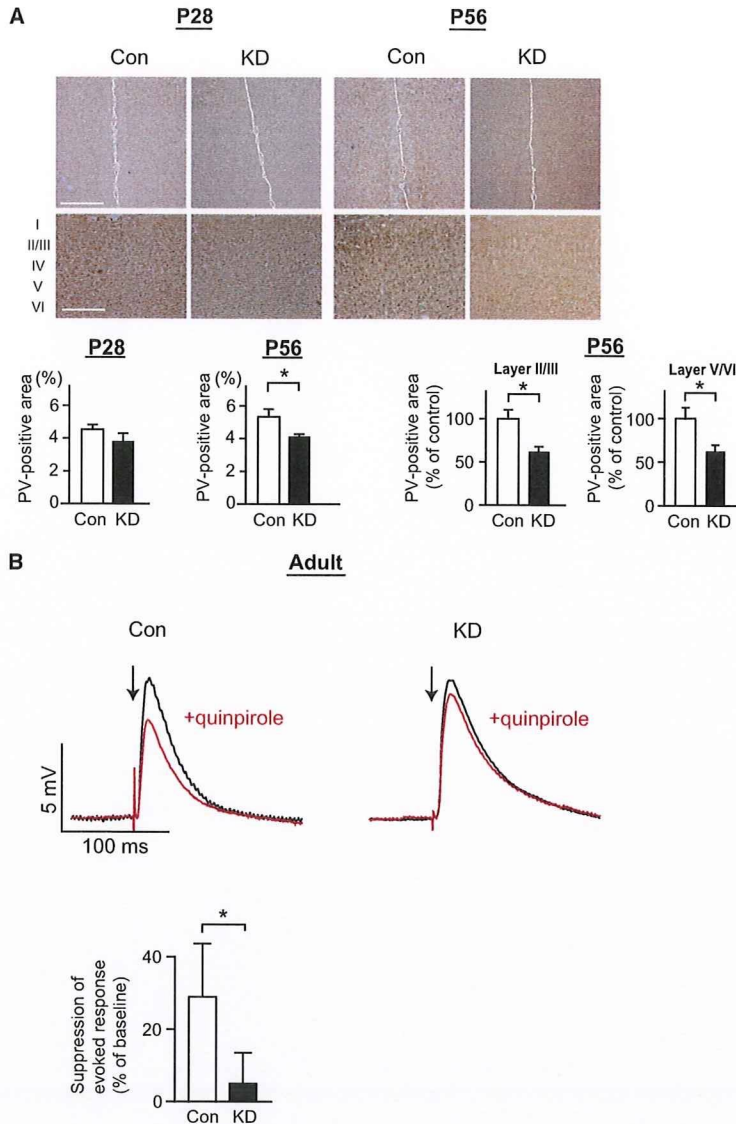 A
P28 P56
Con KD Con KD
I
II/III
IV
V
VI
P28
PV-positive area (%)
6
4
2
0
Con KD
P56
PV-positive area (%)
*
6
4
2
0
Con KD
P56
Layer II/III
PV-positive area
(% of control)
*
100
50
0
Con KD
Layer V/VI
PV-positive area
(% of control)
*
100
50
0
Con KD
B
Adult
Con KD
+quinpirole +quinpirole
5 mV
100 ms
Suppression of
evoked response
(% of baseline)
*
40
20
0
Con KD